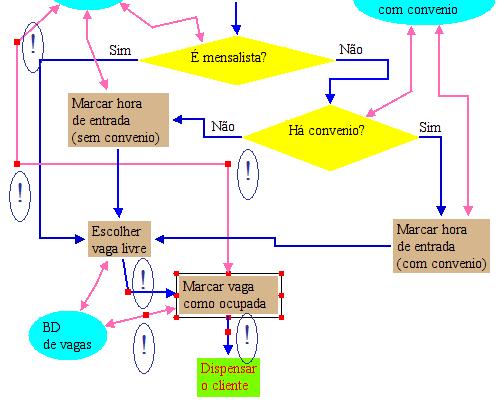 com convenio
É mensalista?
Sim
Não
Marcar hora
de entrada
(sem convenio)
Não
Há convenio?
Sim
!
!
!
Escolher
vaga livre
Marcar hora
de entrada
(com convenio)
!
Marcar vaga
como ocupada
BD
de vagas
!
!
Dispensar
o cliente